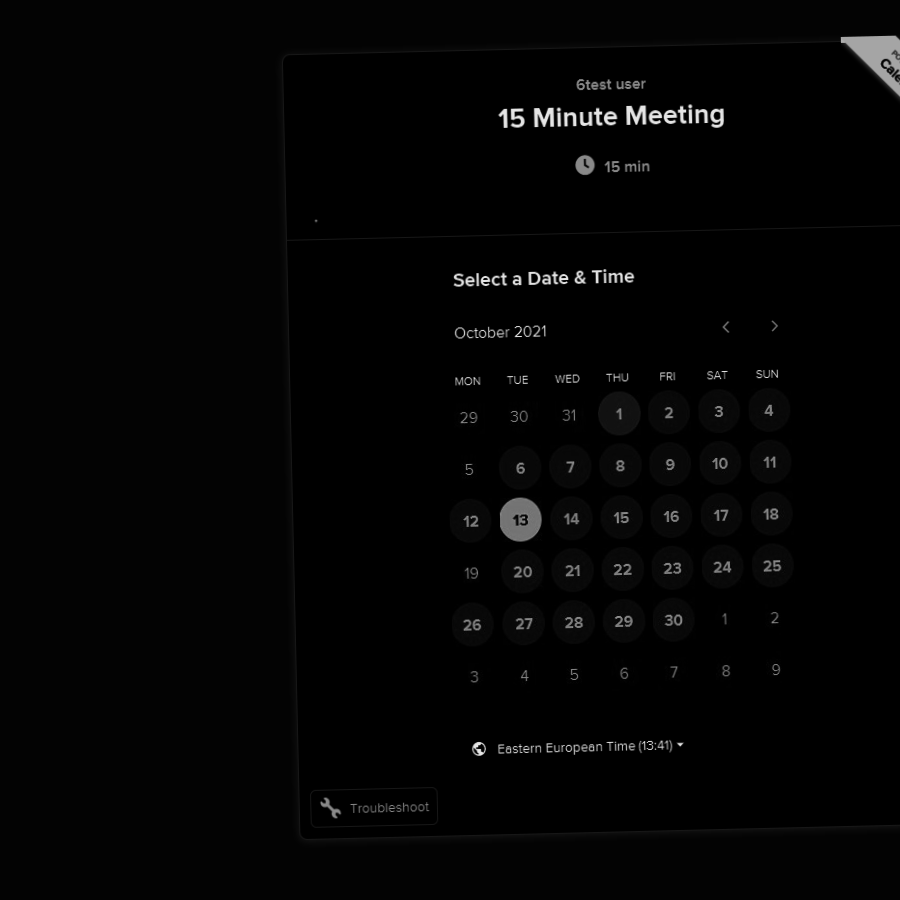 6test user
15 Minute Meeting
15 min
Select a Date & Time
October 2021
MON TUE WED THU FRI SAT SUN
29 30 31 1 2 3 4
5 6 7 8 9 10 11
12 13 14 15 16 17 18
19 20 21 22 23 24 25
26 27 28 29 30 1 2
3 4 5 6 7 8 9
Eastern European Time (13:41)
Troubleshoot